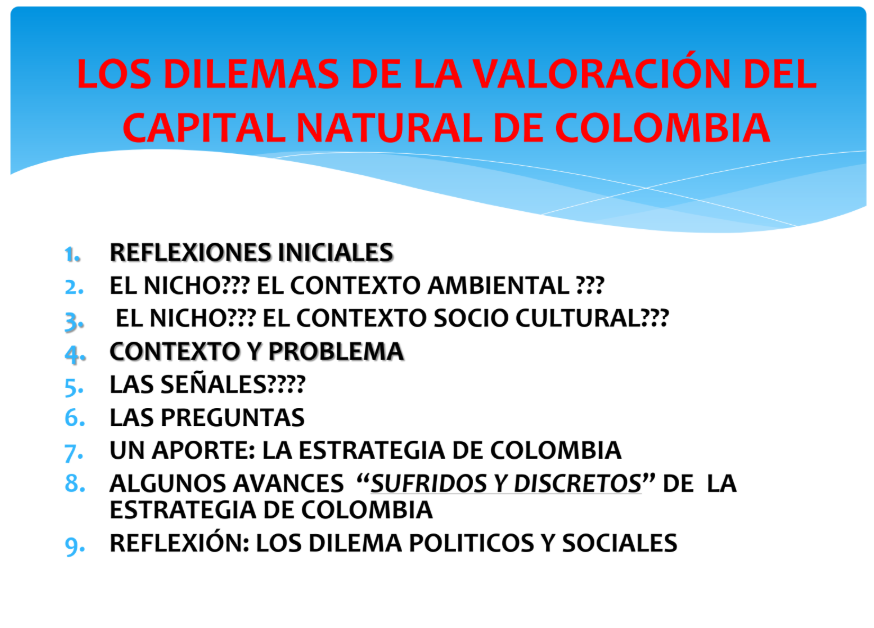 LOS DILEMAS DE LA VALORACIÓN DEL
CAPITAL NATURAL DE COLOMBIA
1. REFLEXIONES INICIALES
2. EL NICHO??? EL CONTEXTO AMBIENTAL ???
3. EL NICHO??? EL CONTEXTO SOCIO CULTURAL???
4. CONTEXTO Y PROBLEMA
5. LAS SEÑALES????
6. LAS PREGUNTAS
7. UN APORTE: LA ESTRATEGIA DE COLOMBIA
8. ALGUNOS AVANCES “SUFRIDOS Y DISCRETOS” DE LA
ESTRATEGIA DE COLOMBIA
9. REFLEXIÓN: LOS DILEMA POLITICOS Y SOCIALES